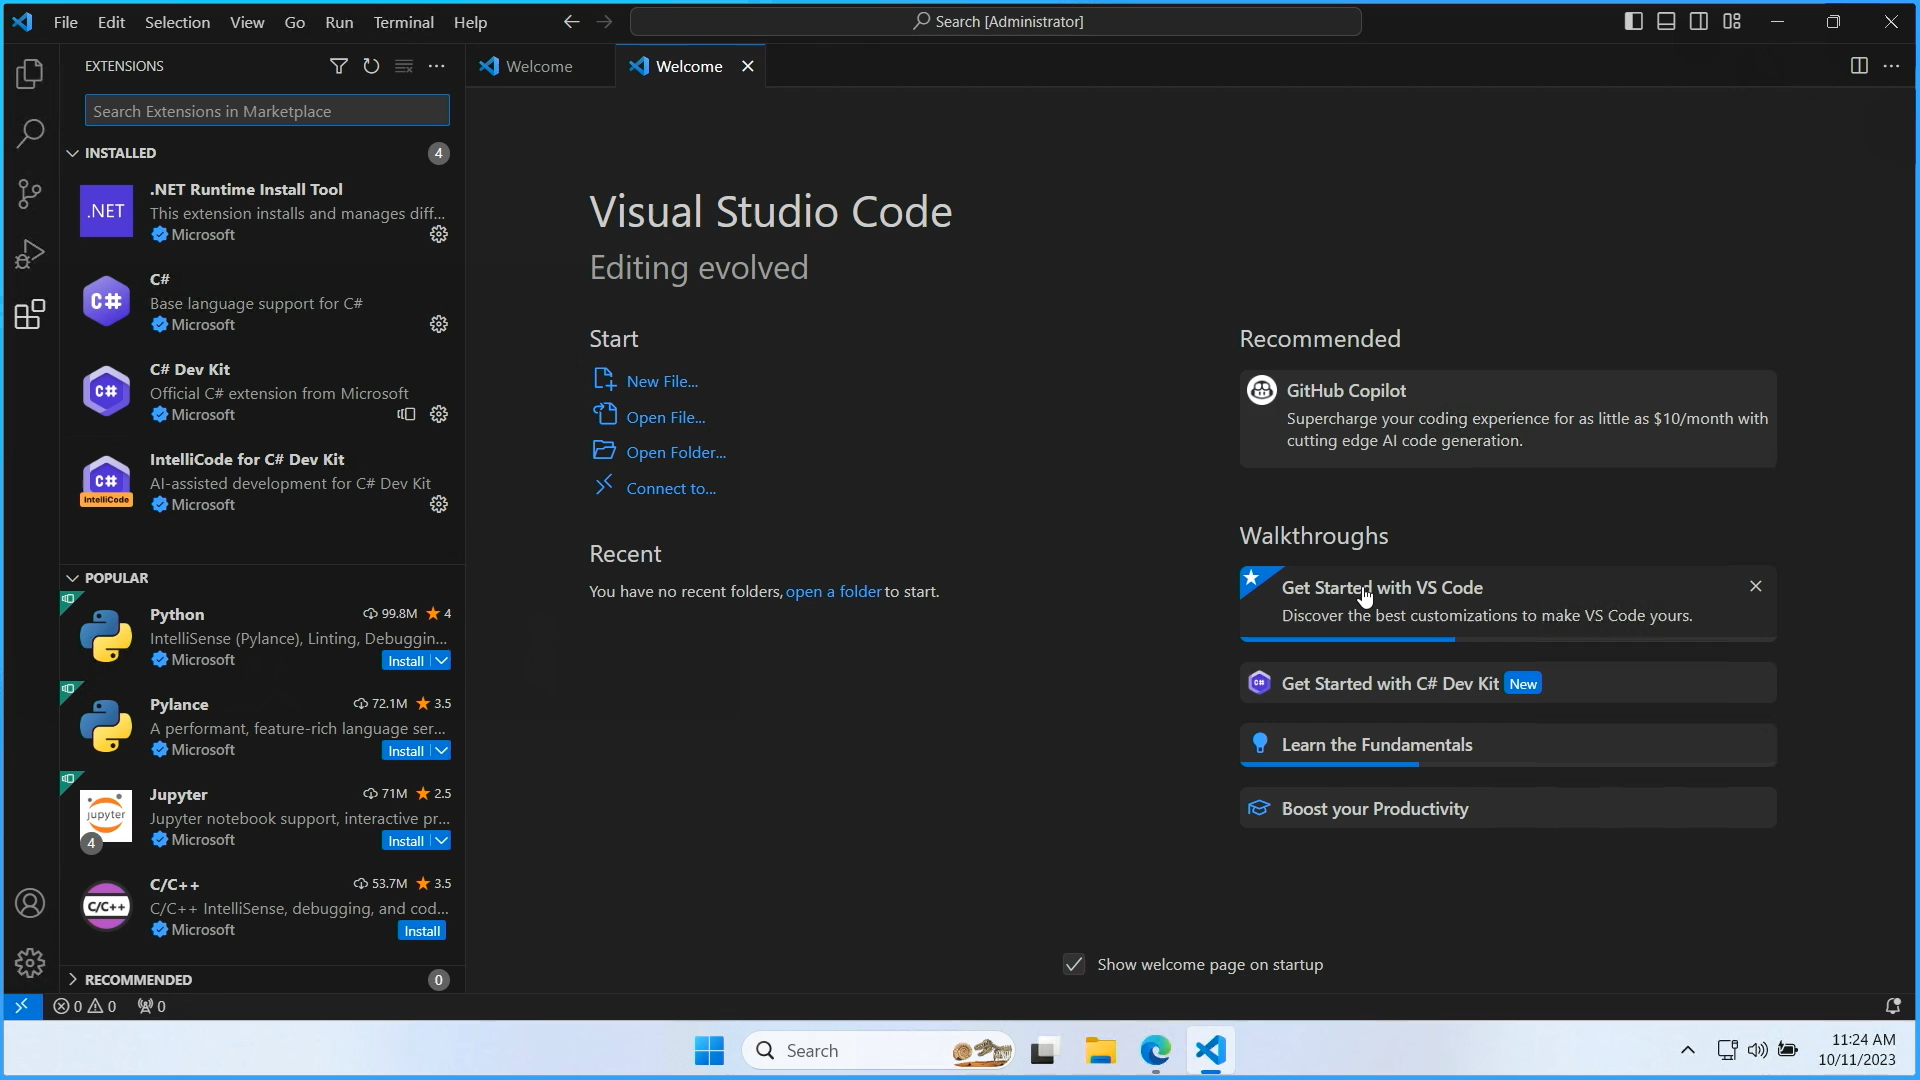 File Edit Selection View Go Run Terminal Help
Search [Administrator]
EXTENSIONS
Search Extensions in Marketplace
INSTALLED 4
.NET
.NET Runtime Install Tool
This extension installs and manages diff...
Microsoft
C#
C#
Base language support for C#
Microsoft
C#
C# Dev Kit
Official C# extension from Microsoft
Microsoft
C#
IntelliCode
IntelliCode for C# Dev Kit
AI-assisted development for C# Dev Kit
Microsoft
POPULAR
Python 99.8M 4
IntelliSense (Pylance), Linting, Debuggin...
Microsoft Install
Pylance 72.1M 3.5
A performant, feature-rich language ser...
Microsoft Install
jupyter
4
Jupyter 71M 2.5
Jupyter notebook support, interactive pr...
Microsoft Install
C/C++
C/C++ 53.7M 3.5
C/C++ IntelliSense, debugging, and cod...
Microsoft Install
RECOMMENDED 0
Welcome Welcome
Visual Studio Code
Editing evolved
Start
New File...
Open File...
Open Folder...
Connect to...
Recent
You have no recent folders, open a folder to start.
Recommended
GitHub Copilot
Supercharge your coding experience for as little as $10/month with
cutting edge AI code generation.
Walkthroughs
Get Started with VS Code
Discover the best customizations to make VS Code yours.
C#
Get Started with C# Dev Kit New
Learn the Fundamentals
Boost your Productivity
Show welcome page on startup
0 0 0
Search
11:24 AM
10/11/2023